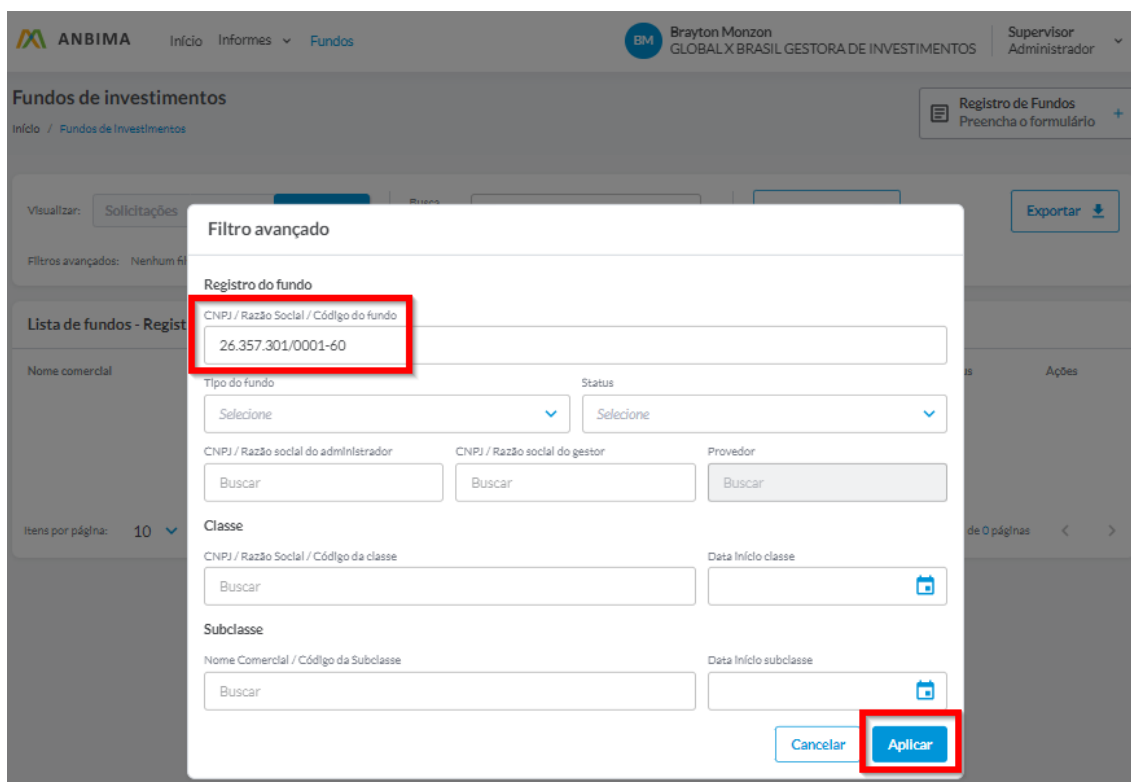 ANBIMA
Início
Informes
Fundos
BM
Brayton Monzon
GLOBAL X BRASIL GESTORA DE INVESTIMENTOS
Supervisor
Administrador
Fundos de investimentos
Início / Fundos de Investimentos
Registro de Fundos
Preencha o formulário
+
Visualizar:
Solicitações
Busca
Exportar
Filtros avançados: Nenhum fil
Lista de fundos - Regist
Nome comercial
us
Ações
Itens por página: 10
de 0 páginas
Filtro avançado
Registro do fundo
CNPJ / Razão Social / Código do fundo
26.357.301/0001-60
Tipo do fundo
Status
Selecione
Selecione
CNPJ / Razão social do administrador
CNPJ / Razão social do gestor
Provedor
Buscar
Buscar
Buscar
Classe
CNPJ / Razão Social / Código da classe
Data Início classe
Buscar
Subclasse
Nome Comercial / Código da Subclasse
Data Início subclasse
Buscar
Cancelar
Aplicar